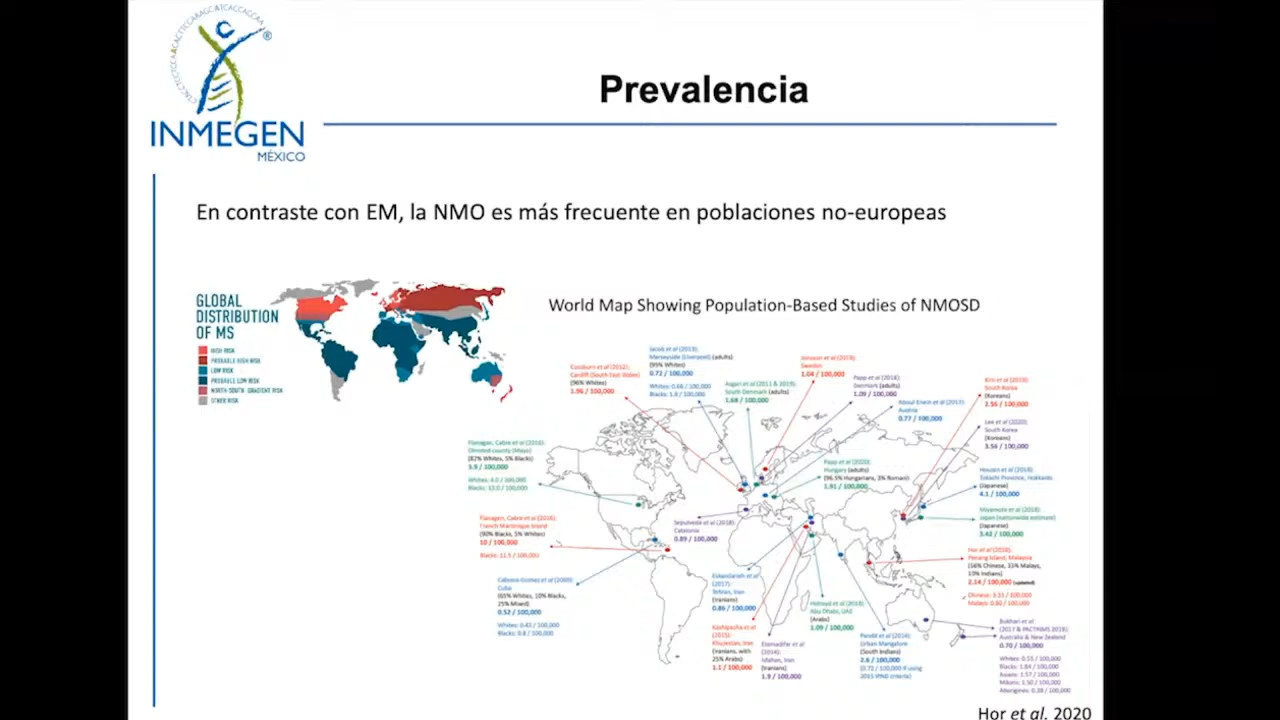 INMEGEN
MÉXICO
Prevalencia
En contraste con EM, la NMO es más frecuente en poblaciones no-europeas
GLOBAL
DISTRIBUTION
OF MS
HIGH RISK
PROBABLE HIGH RISK
LOW RISK
PROBABLE LOW RISK
NORTH-SOUTH GRADIENT RISK
OTHER RISK
World Map Showing Population-Based Studies of NMOSD
Jacob et al (2013):
Merseyside (Liverpool) (adults)
(95% Whites)
0.72 / 100,000
Whites: 0.66 / 100,000
Blacks: 1.8 / 100,000
Cossburn et al (2012):
Cardiff (South East Wales)
(96% Whites)
1.96 / 100,000
Asgari et al (2011 & 2019):
South Denmark (adults)
1.68 / 100,000
Jonsson et al (2019):
Sweden
1.04 / 100,000
Papp et al (2018):
Denmark (adults)
1.09 / 100,000
Aboul-Enein et al (2017):
Austria
0.77 / 100,000
Kim et al (2019):
South Korea
(Koreans)
2.56 / 100,000
Lee et al (2020):
South Korea
(Koreans)
3.56 / 100,000
Flanagan, Cabre et al (2016):
Olmsted county (Mayo)
(82% Whites, 5% Blacks)
3.9 / 100,000
Whites: 4.0 / 100,000
Blacks: 13.0 / 100,000
Papp et al (2020):
Hungary (adults)
(96.5% Hungarians, 3% Romani)
1.91 / 100,000
Houzen et al (2018):
Tokachi Province, Hokkaido,
(Japanese)
4.1 / 100,000
Miyamoto et al (2018):
Japan (nationwide estimate)
(Japanese)
3.42 / 100,000
Flanagan, Cabre et al (2016):
French Martinique Island
(90% Blacks, 5% Whites)
10 / 100,000
Blacks: 11.5 / 100,000
Sepulveda et al (2018):
Catalonia
0.89 / 100,000
Hor et al (2018):
Penang Island, Malaysia
(56% Chinese, 33% Malays,
10% Indians)
2.14 / 100,000 (updated)
Chinese: 3.31 / 100,000
Cabrera-Gomez et al (2009):
Cuba
(65% Whites, 10% Blacks,
25% Mixed)
0.52 / 100,000
Whites: 0.43 / 100,000
Blacks: 0.8 / 100,000
Eskandarieh et al
(2017):
Tehran, Iran
(Iranians)
0.86 / 100,000
Kashipazha et al
(2015):
Khuzestan, Iran
(Iranians, with
25% Arabs)
1.1 / 100,000
Etemadifar et al
(2014):
Isfahan, Iran
(Iranians)
1.9 / 100,000
Holroyd et al (2018):
Abu Dhabi, UAE
(Arabs)
1.09 / 100,000
Pandit et al (2014):
Urban Mangalore
(South Indians)
2.6 / 100,000
(0.72 / 100,000 if using
2015 IPND criteria)
Bukhari et al
(2017 & PACTRIMS 2019):
Australia & New Zealand
0.70 / 100,000
Whites: 0.55 / 100,000
Blacks: 1.84 / 100,000
Asians: 1.57 / 100,000
Māoris: 1.50 / 100,000
Aborigines: 0.38 / 100,000
Hor et al. 2020